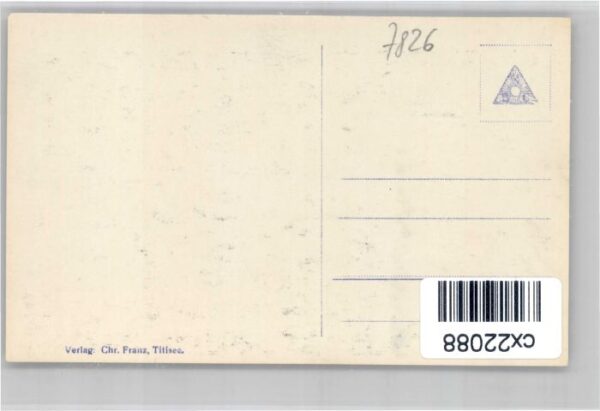 7826
Verlag: Chr. Franz, Titisee.
cx22088